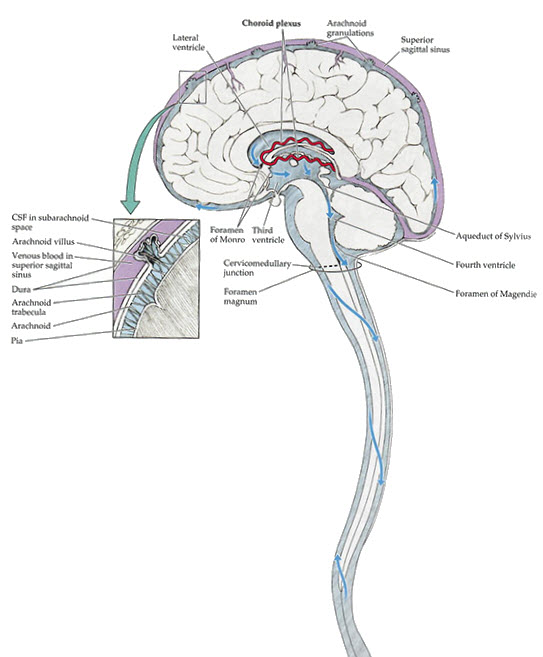 Lateral
ventricle
Choroid plexus
Arachnoid
granulations
Superior
sagittal sinus
CSF in subarachnoid
space
Arachnoid villus
Venous blood in
superior sagittal
sinus
Dura
Arachnoid
trabecula
Arachnoid
Pia
Foramen
of Monro
Third
ventricle
Cervicomedullary
junction
Foramen
magnum
Aqueduct of Sylvius
Fourth ventricle
Foramen of Magendie